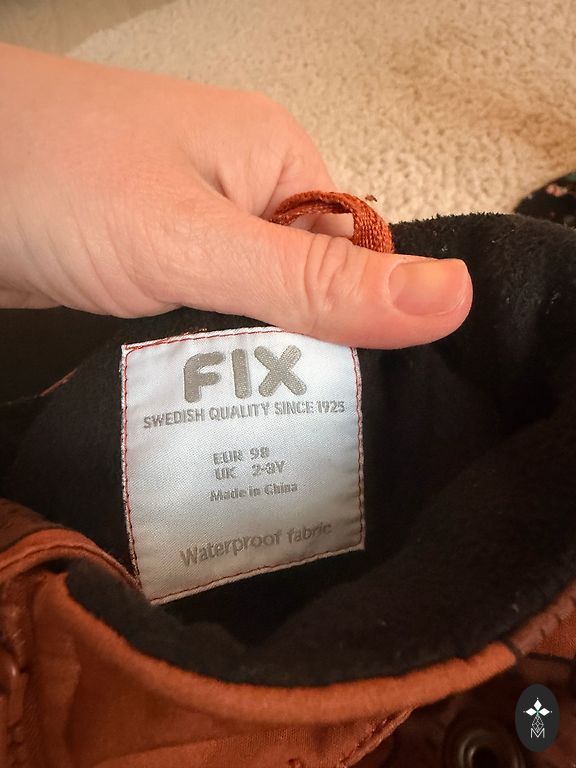 FIX
SWEDISH QUALITY SINCE 1925
EUR 98
UK 2-3Y
Made in China
Waterproof fabric
M